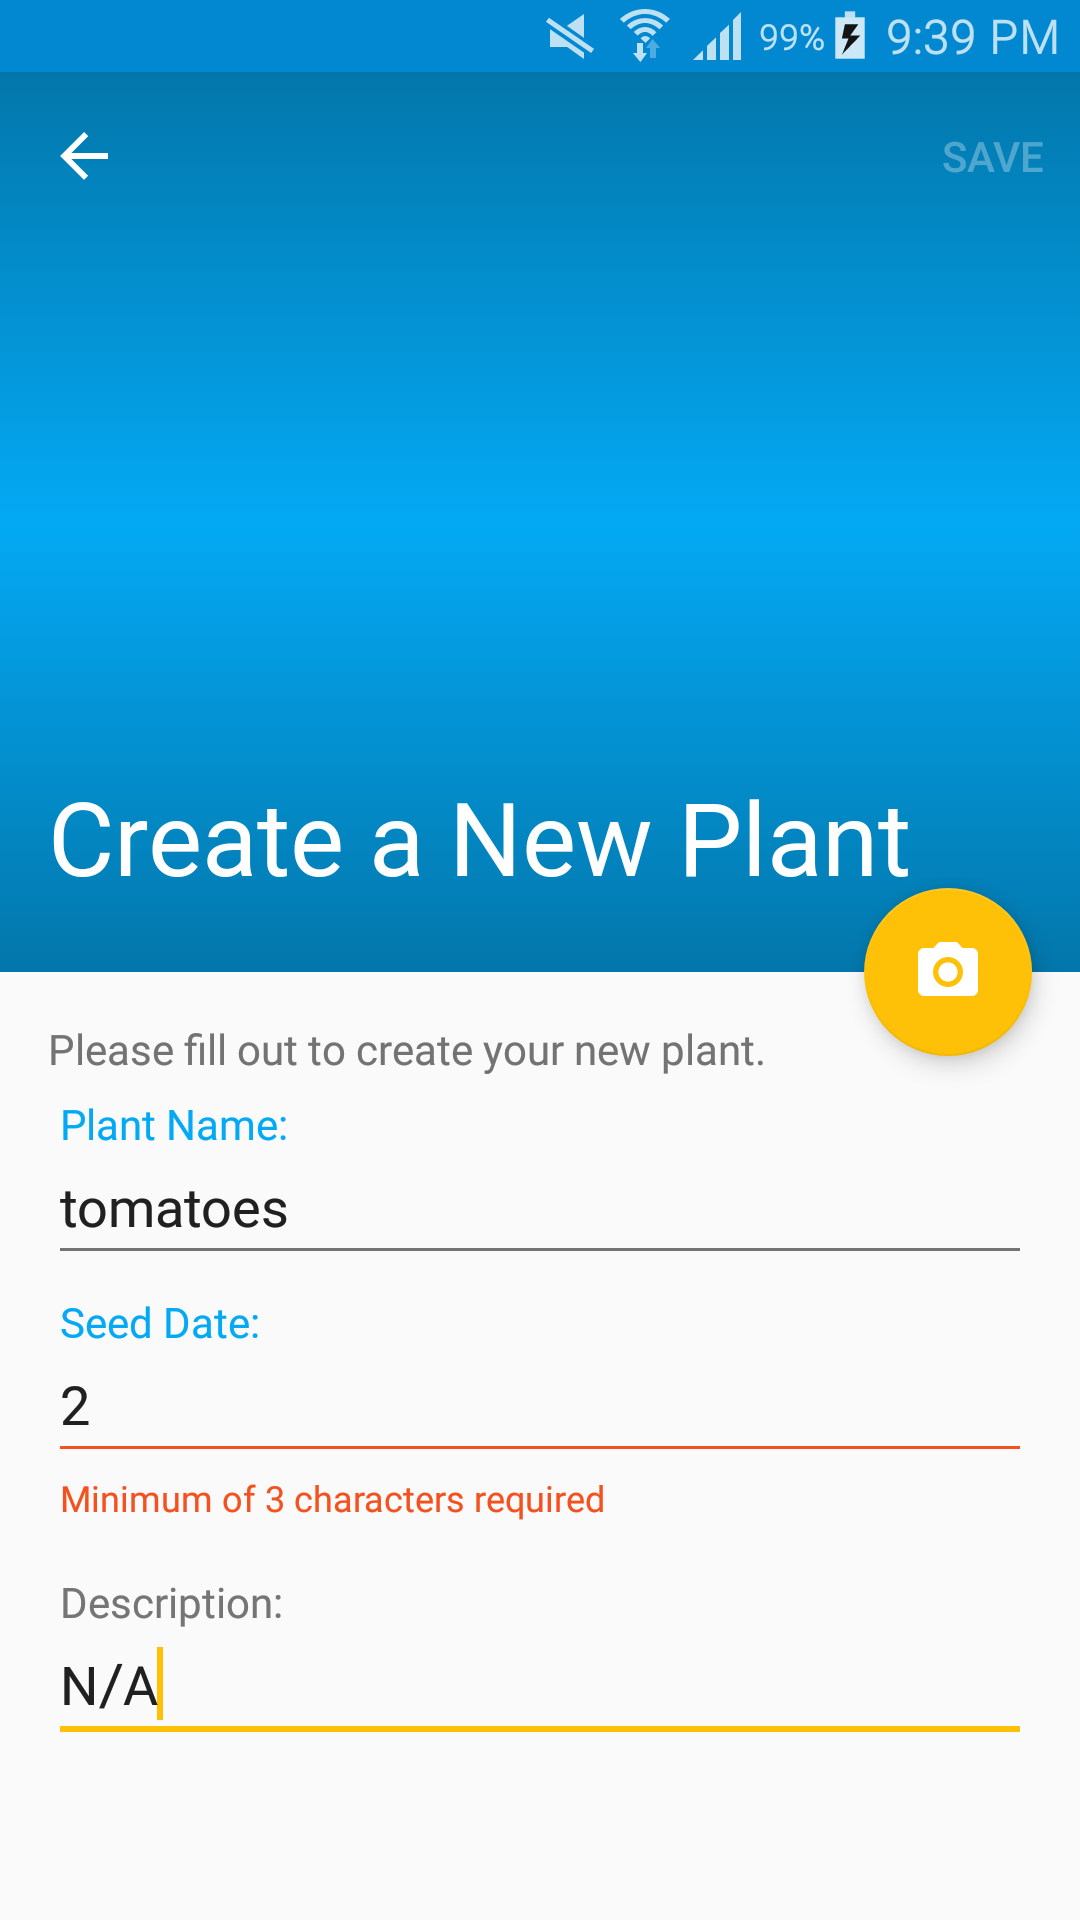 99% 9:39 PM
SAVE
Create a New Plant
Please fill out to create your new plant.
Plant Name:
tomatoes
Seed Date:
2
Minimum of 3 characters required
Description:
N/A